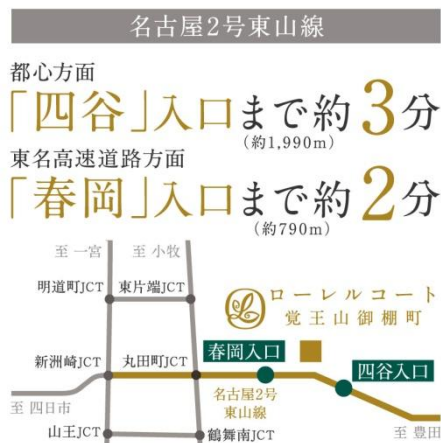 名古屋2号東山線
都心方面
「四谷」入口まで約3分
(約1,990m)
東名高速道路方面
「春岡」入口まで約2分
(約790m)
至 一宮 至 小牧
明道町JCT 東片端JCT
ローレルコート
覚王山御棚町
新洲崎JCT 丸田町JCT 春岡入口
四谷入口
名古屋2号
東山線
至 四日市
至 豊田
山王JCT 鶴舞南JCT